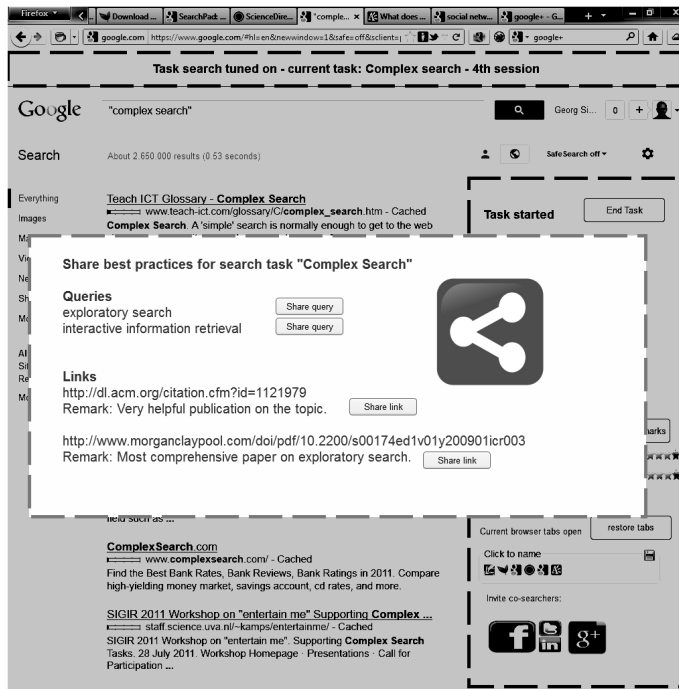 Firefox
Download ... SearchPad: ... ScienceDire... "comple... What does ... social netw... google+ - G...
google.com https://www.google.com/#hl=en&newwindow=1&safe=off&sclient=p google+
Task search tuned on - current task: Complex search - 4th session
Google "complex search" Georg Si... 0 +
Search About 2.650.000 results (0.53 seconds) SafeSearch off
Everything
Images
Teach ICT Glossary - Complex Search
www.teach-ict.com/glossary/C/complex_search.htm - Cached
Complex Search. A 'simple' search is normally enough to get to the web
Task started End Task
Share best practices for search task "Complex Search"
Queries
exploratory search Share query
interactive information retrieval Share query
Links
http://dl.acm.org/citation.cfm?id=1121979
Remark: Very helpful publication on the topic. Share link
http://www.morganclaypool.com/doi/pdf/10.2200/s00174ed1v01y200901icr003
Remark: Most comprehensive paper on exploratory search. Share link
field such as ...
ComplexSearch.com
www.complexsearch.com/ - Cached
Find the Best Bank Rates, Bank Reviews, Bank Ratings in 2011. Compare
high-yielding money market, savings account, cd rates, and more.
SIGIR 2011 Workshop on "entertain me" Supporting Complex ...
staff.science.uva.nl/~kamps/entertainme/ - Cached
SIGIR 2011 Workshop on "entertain me". Supporting Complex Search
Tasks. 28 July 2011. Workshop Homepage · Presentations · Call for
Participation ...
Current browser tabs open restore tabs
Click to name
Invite co-searchers:
f in g+